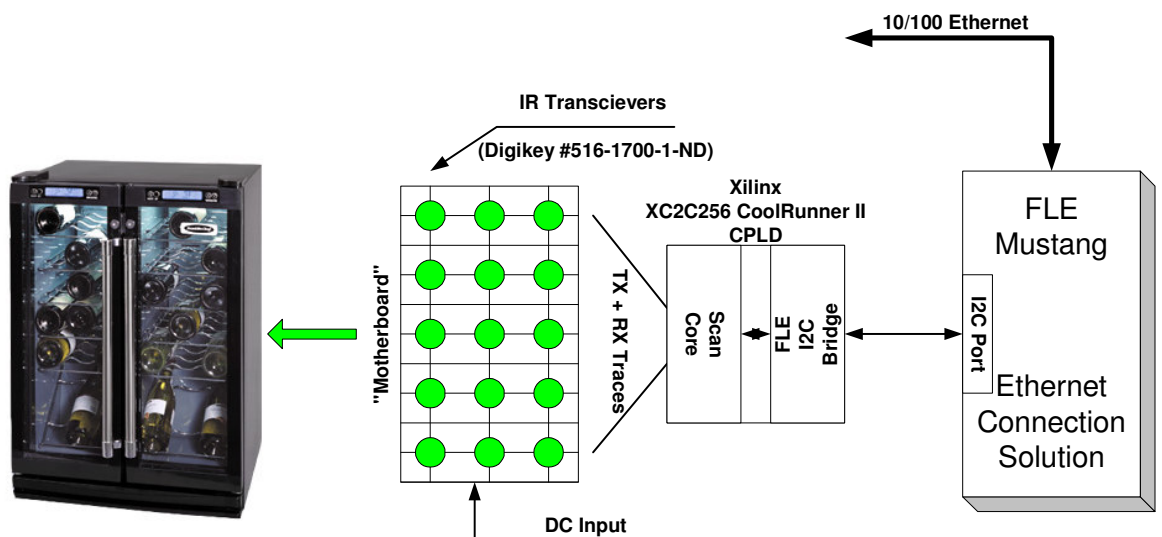 10/100 Ethernet
IR Transcievers
(Digikey #516-1700-1-ND)
Xilinx
XC2C256 CoolRunner II
CPLD
FLE
Mustang
"Motherboard"
TX + RX Traces
Scan
Core
FLE
I2C
Bridge
I2C Port
Ethernet
Connection
Solution
DC Input